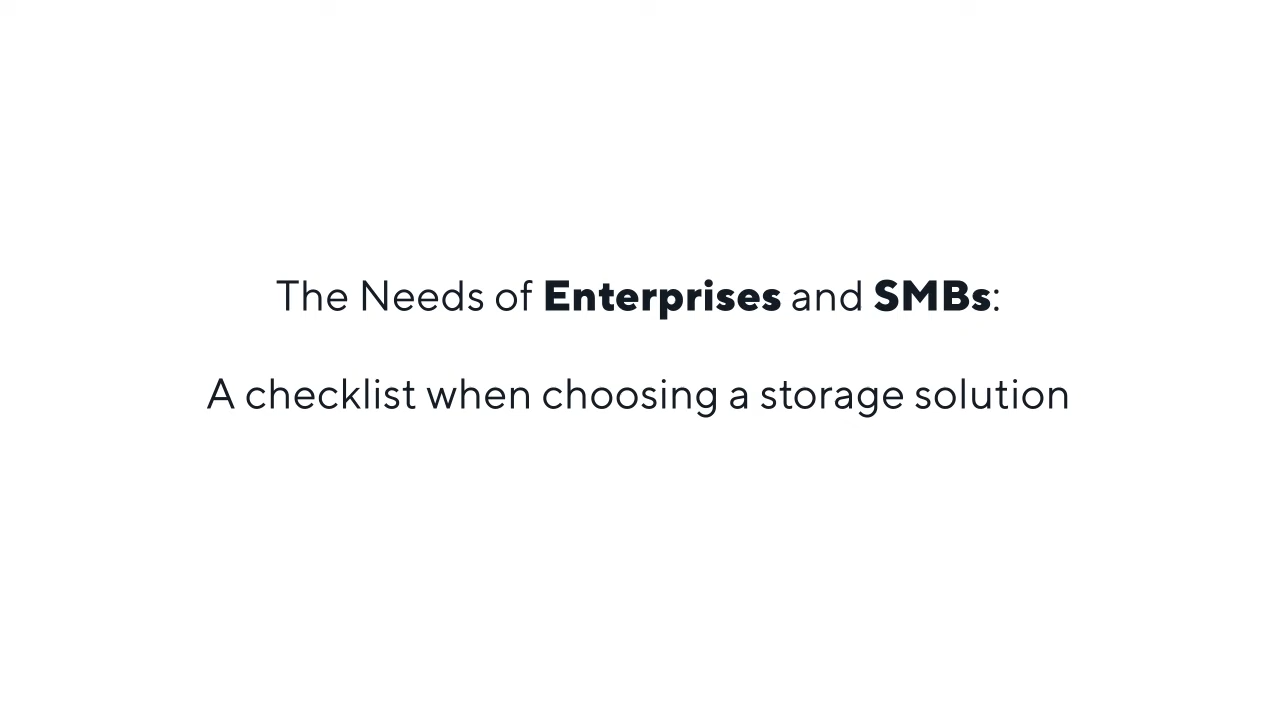 The Needs of Enterprises and SMBs:
A checklist when choosing a storage solution